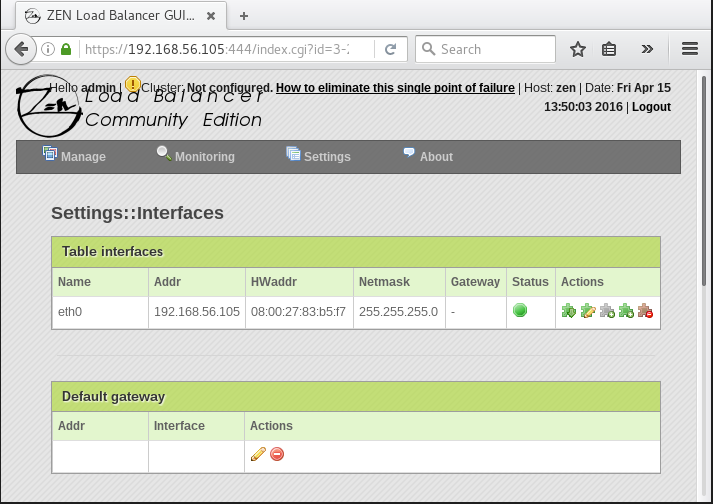 ZEN Load Balancer GUI...
https://192.168.56.105:444/index.cgi?id=3-
Search
Hello admin | Cluster: Not configured. How to eliminate this single point of failure | Host: zen | Date: Fri Apr 15
13:50:03 2016 | Logout
Zen Load Balancer
Community Edition
Manage Monitoring Settings About
Settings::Interfaces
Table interfaces
Name Addr HWaddr Netmask Gateway Status Actions
eth0 192.168.56.105 08:00:27:83:b5:f7 255.255.255.0 -
Default gateway
Addr Interface Actions